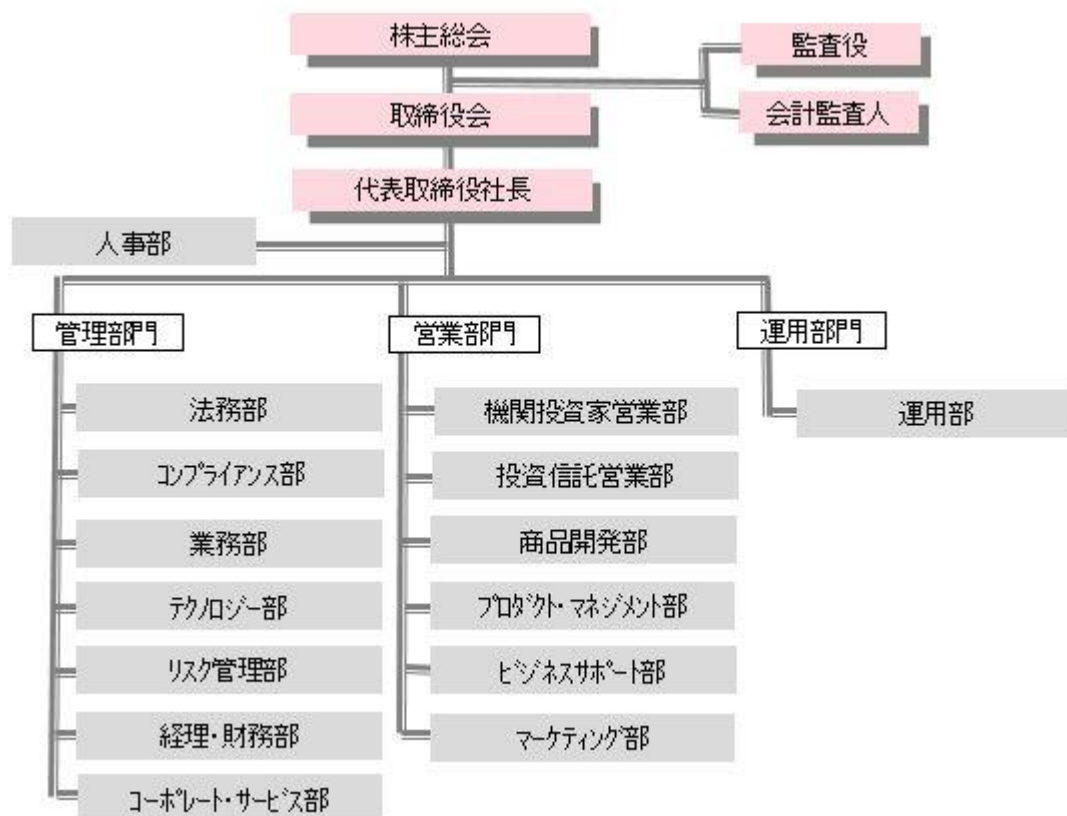 株主総会
監査役
取締役会
会計監査人
代表取締役社長
人事部
管理部門
営業部門
運用部門
法務部
コンプライアンス部
業務部
テクノロジー部
リスク管理部
経理・財務部
コーポレート・サービス部
機関投資家営業部
投資信託営業部
商品開発部
プロダクト・マネジメント部
ビジネスサポート部
マーケティング部
運用部